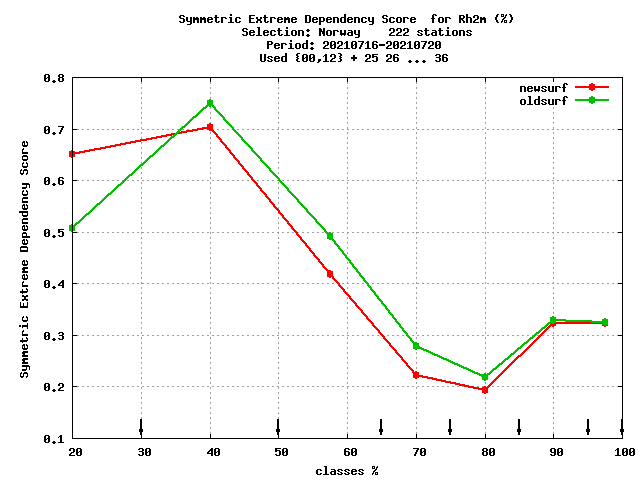 Symmetric Extreme Dependency Score  for Rh2m (%)
Selection: Norway    222 stations
Period: 20210716-20210720
Used {00,12} + 25 26 ... 36
newsurf
oldsurf
Symmetric Extreme Dependency Score
0.8
0.7
0.6
0.5
0.4
0.3
0.2
0.1
20 30 40 50 60 70 80 90 100
classes %